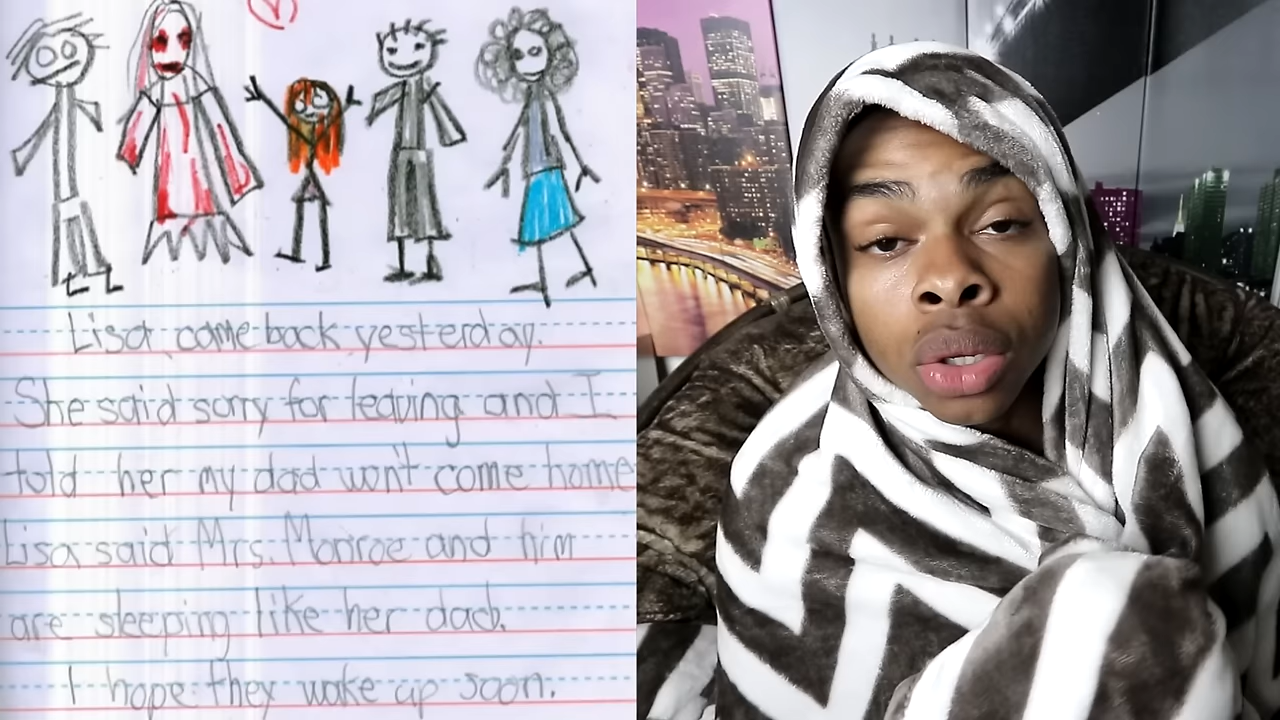 Lisa came back yesterday.
She said sorry for leaving and I
told her my dad won't come home
Lisa said Mrs. Monroe and him
are sleeping like her dad.
I hope they wake up soon.